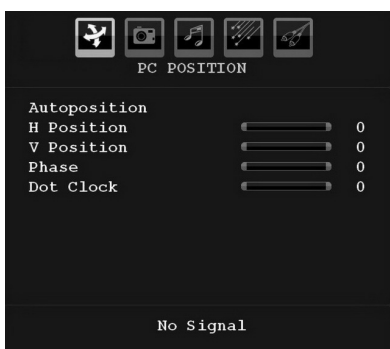 PC POSITION
Autoposition
H Position 0
V Position 0
Phase 0
Dot Clock 0
No Signal